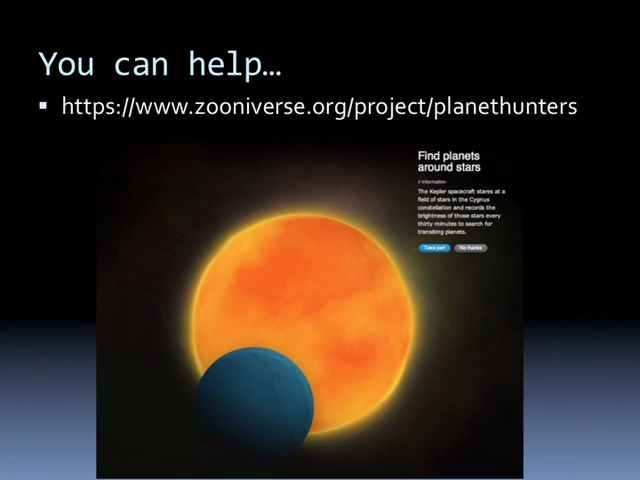 You can help…
▪ https://www.zooniverse.org/project/planethunters
Find planets
around stars
// information
The Kepler spacecraft stares at a
field of stars in the Cygnus
constellation and records the
brightness of those stars every
thirty minutes to search for
transiting planets.
Take part No thanks